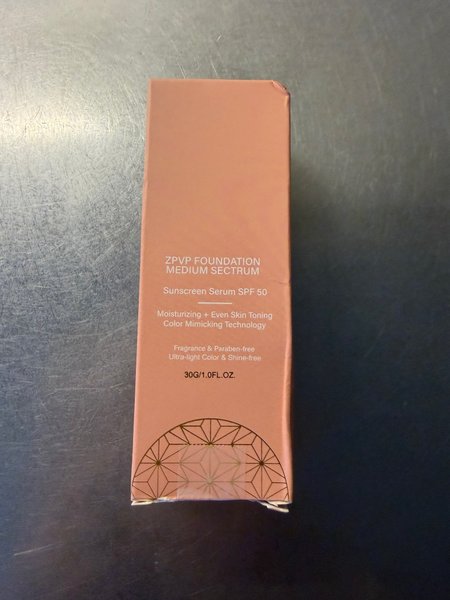 ZPVP FOUNDATION
MEDIUM SECTRUM
Sunscreen Serum SPF 50
Moisturizing + Even Skin Toning
Color Mimicking Technology
Fragrance & Paraben-free
Ultra-light Color & Shine-free
30G/1.0FL.OZ.